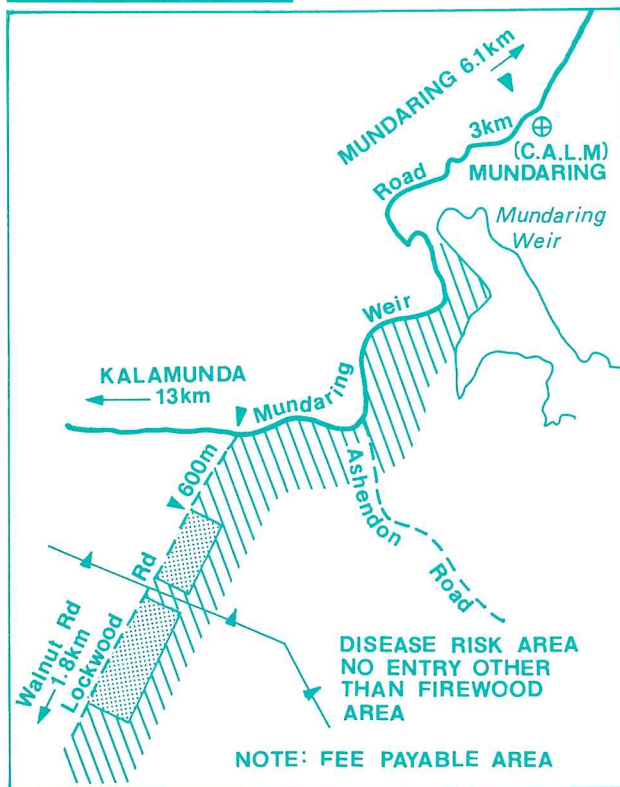 MUNDARING 6.1km
3km
(C.A.L.M)
MUNDARING
Road
Mundaring
Weir
Weir
KALAMUNDA
13km
Mundaring
600m
Ashendon
Road
Rd
Lockwood
Walnut Rd
1.8km
DISEASE RISK AREA
NO ENTRY OTHER
THAN FIREWOOD
AREA
NOTE: FEE PAYABLE AREA